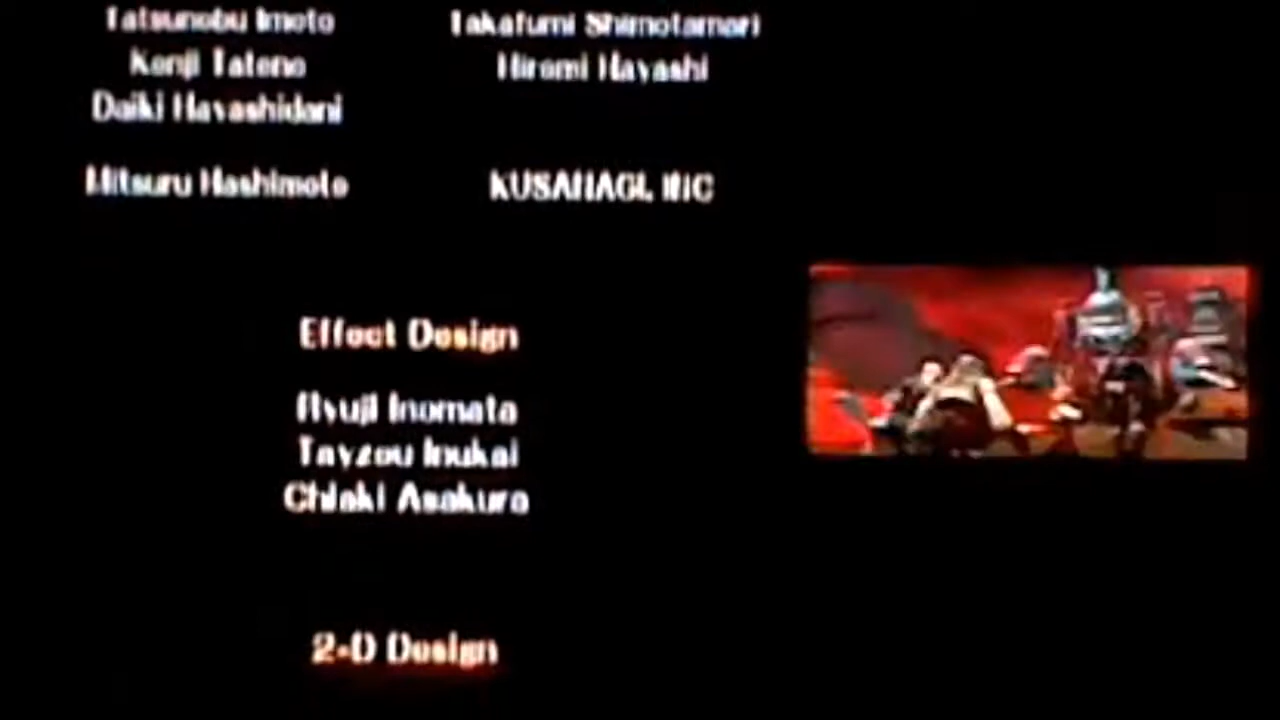 Tatsunobu Imoto
Takafumi Shimotamari
Kenji Tateno
Hiromi Hayashi
Daiki Hayashidani
Mitsuru Hashimoto
KUSANAGI, INC
Effect Design
Ryuji Inomata
Tayzou Inukai
Chiaki Asakura
2-D Design